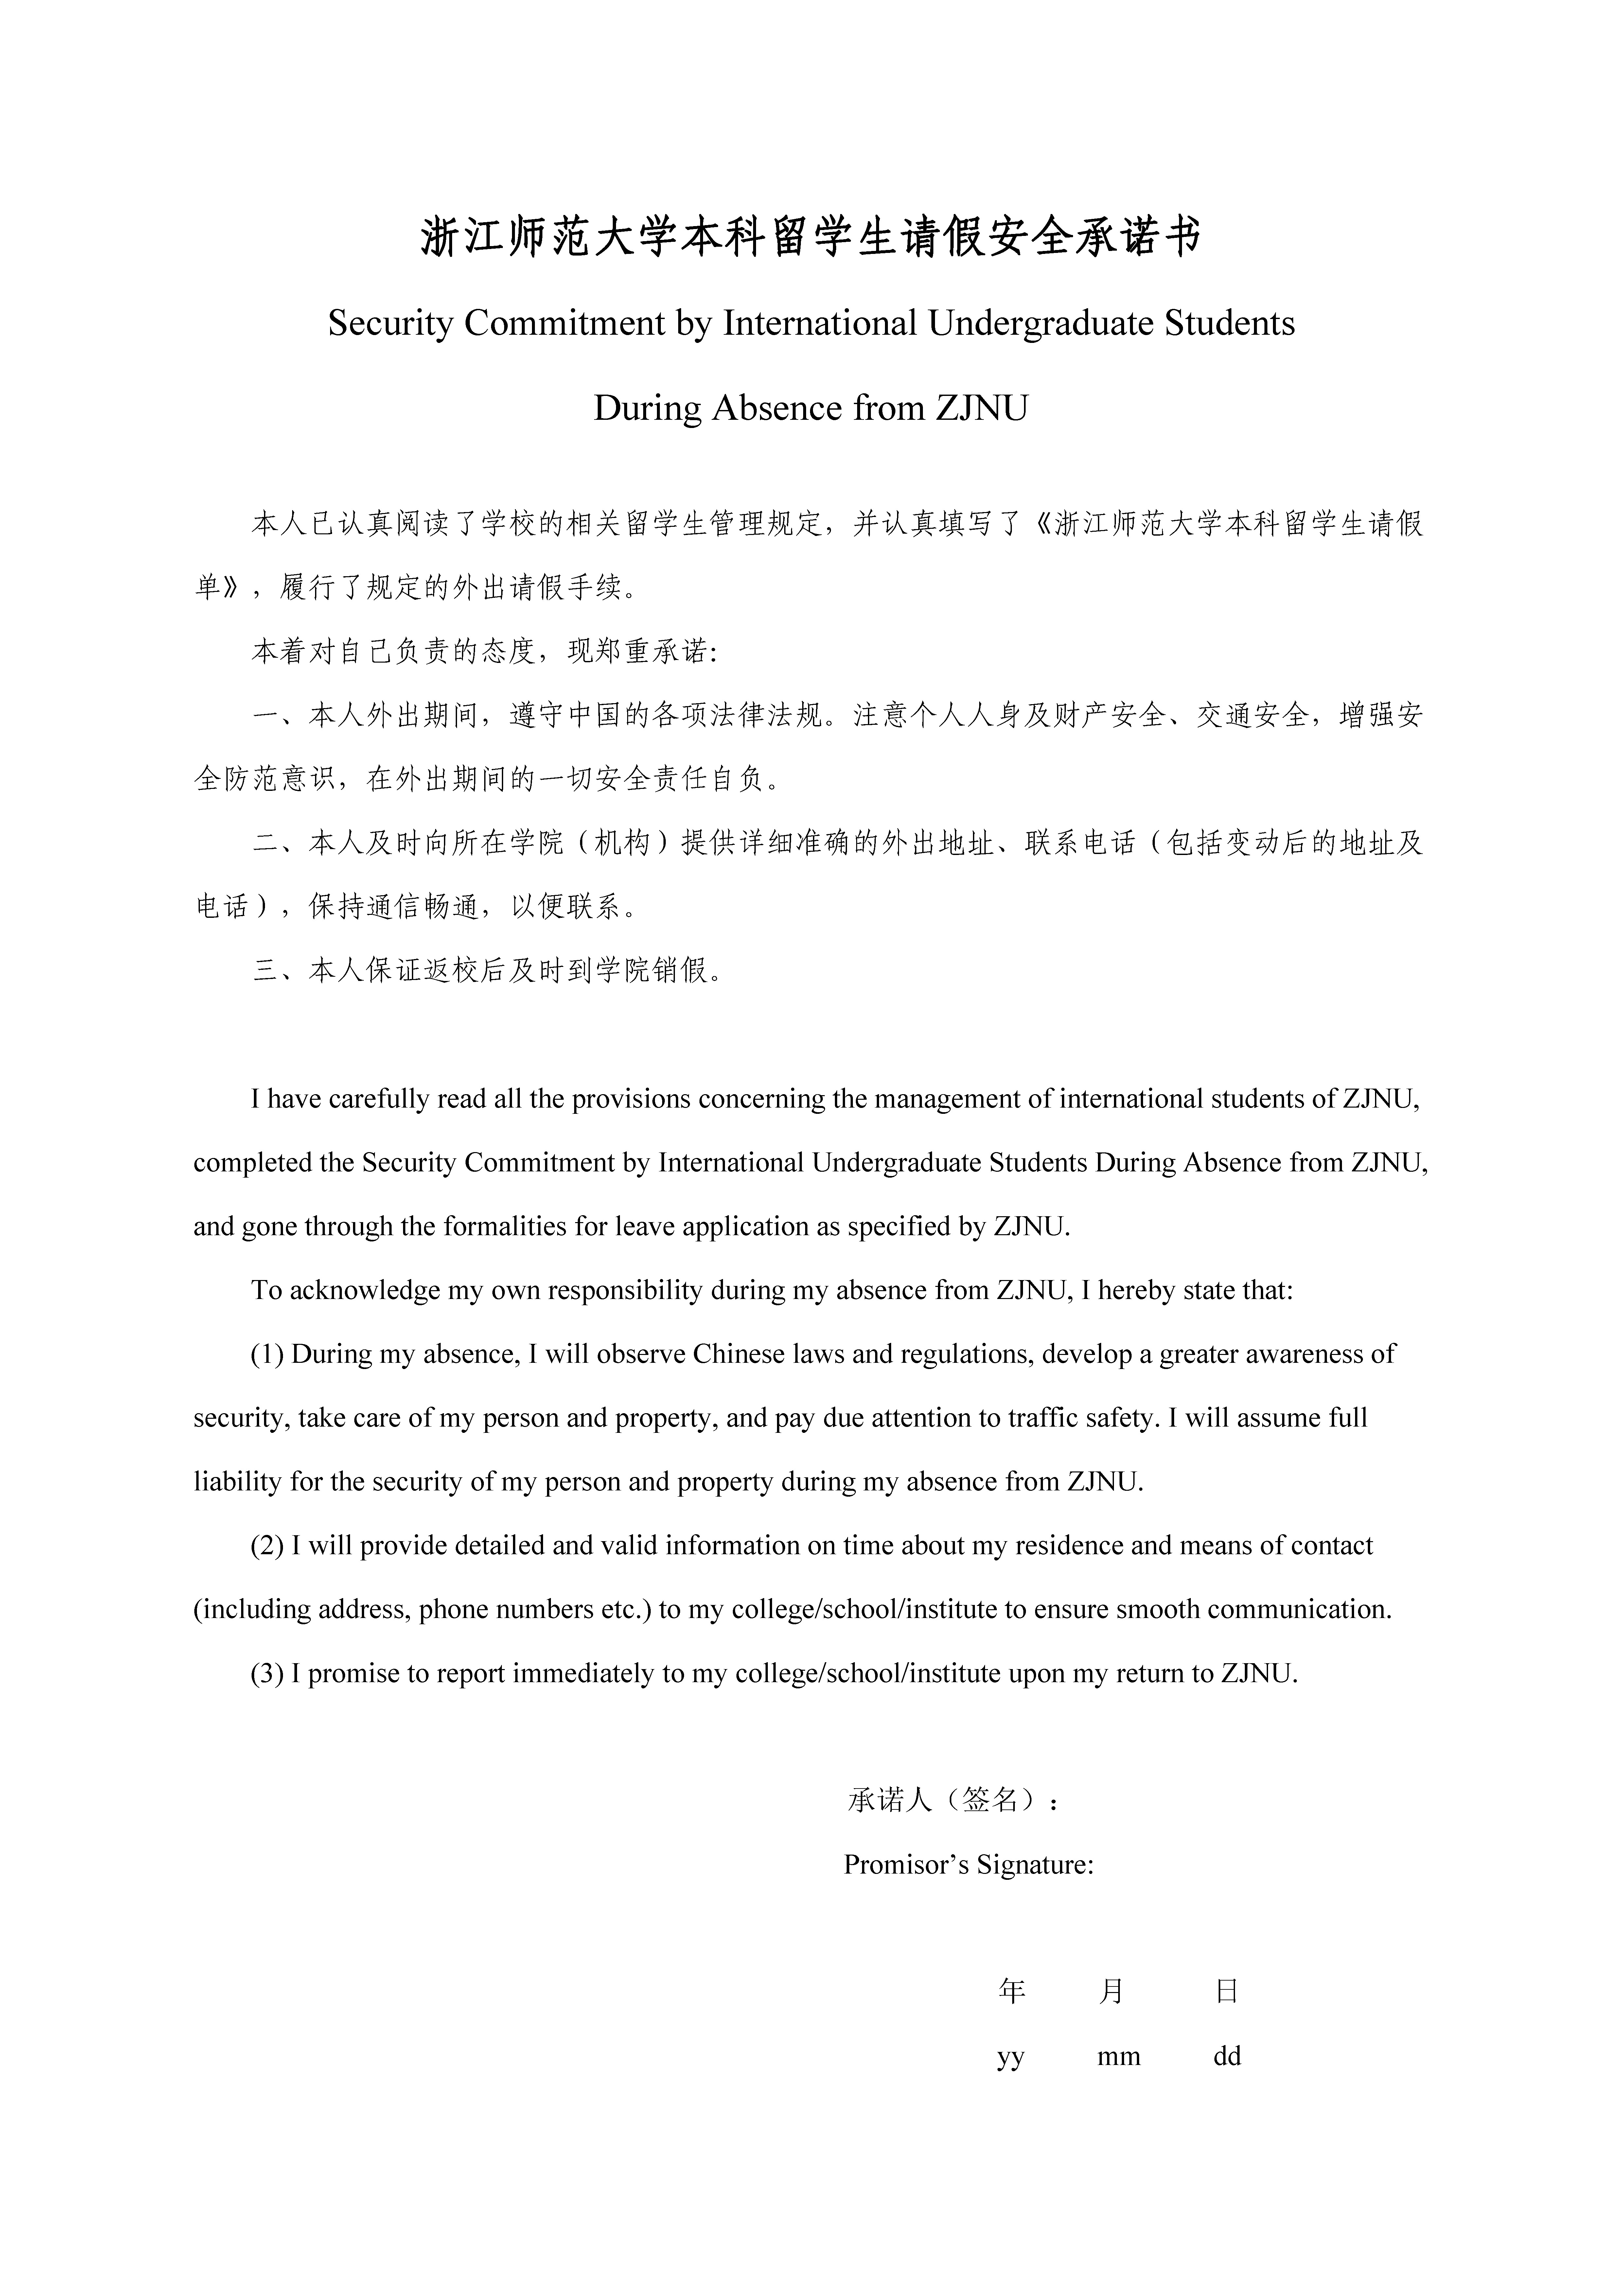 浙江师范大学本科留学生请假安全承诺书
Security Commitment by International Undergraduate Students
During Absence from ZJNU
本人已认真阅读了学校的相关留学生管理规定，并认真填写了《浙江师范大学本科留学生请假
单》，履行了规定的外出请假手续。
本着对自己负责的态度，现郑重承诺：
一、本人外出期间，遵守中国的各项法律法规。注意个人人身及财产安全、交通安全，增强安
全防范意识，在外出期间的一切安全责任自负。
二、本人及时向所在学院（机构）提供详细准确的外出地址、联系电话（包括变动后的地址及
电话），保持通信畅通，以便联系。
三、本人保证返校后及时到学院销假。
I have carefully read all the provisions concerning the management of international students of ZJNU,
completed the Security Commitment by International Undergraduate Students During Absence from ZJNU,
and gone through the formalities for leave application as specified by ZJNU.
To acknowledge my own responsibility during my absence from ZJNU, I hereby state that:
(1) During my absence, I will observe Chinese laws and regulations, develop a greater awareness of
security, take care of my person and property, and pay due attention to traffic safety. I will assume full
liability for the security of my person and property during my absence from ZJNU.
(2) I will provide detailed and valid information on time about my residence and means of contact
(including address, phone numbers etc.) to my college/school/institute to ensure smooth communication.
(3) I promise to report immediately to my college/school/institute upon my return to ZJNU.
承诺人（签名）：
Promisor’s Signature:
年 月 日
yy mm dd